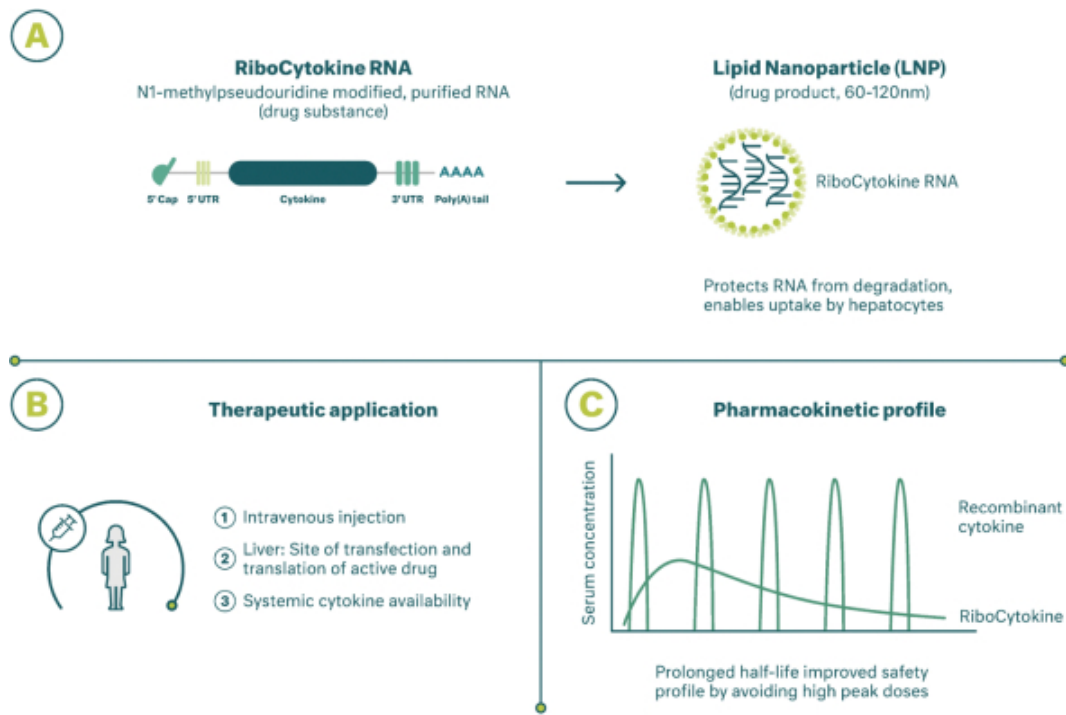 A
RiboCytokine RNA
N1-methylpseudouridine modified, purified RNA
(drug substance)
AAAA
5' Cap 5' UTR Cytokine 3' UTR Poly(A) tail
Lipid Nanoparticle (LNP)
(drug product, 60-120nm)
RiboCytokine RNA
Protects RNA from degradation,
enables uptake by hepatocytes
B
Therapeutic application
1 Intravenous injection
2 Liver: Site of transfection and
translation of active drug
3 Systemic cytokine availability
C
Pharmacokinetic profile
Serum concentration
Recombinant
cytokine
RiboCytokine
Prolonged half-life improved safety
profile by avoiding high peak doses